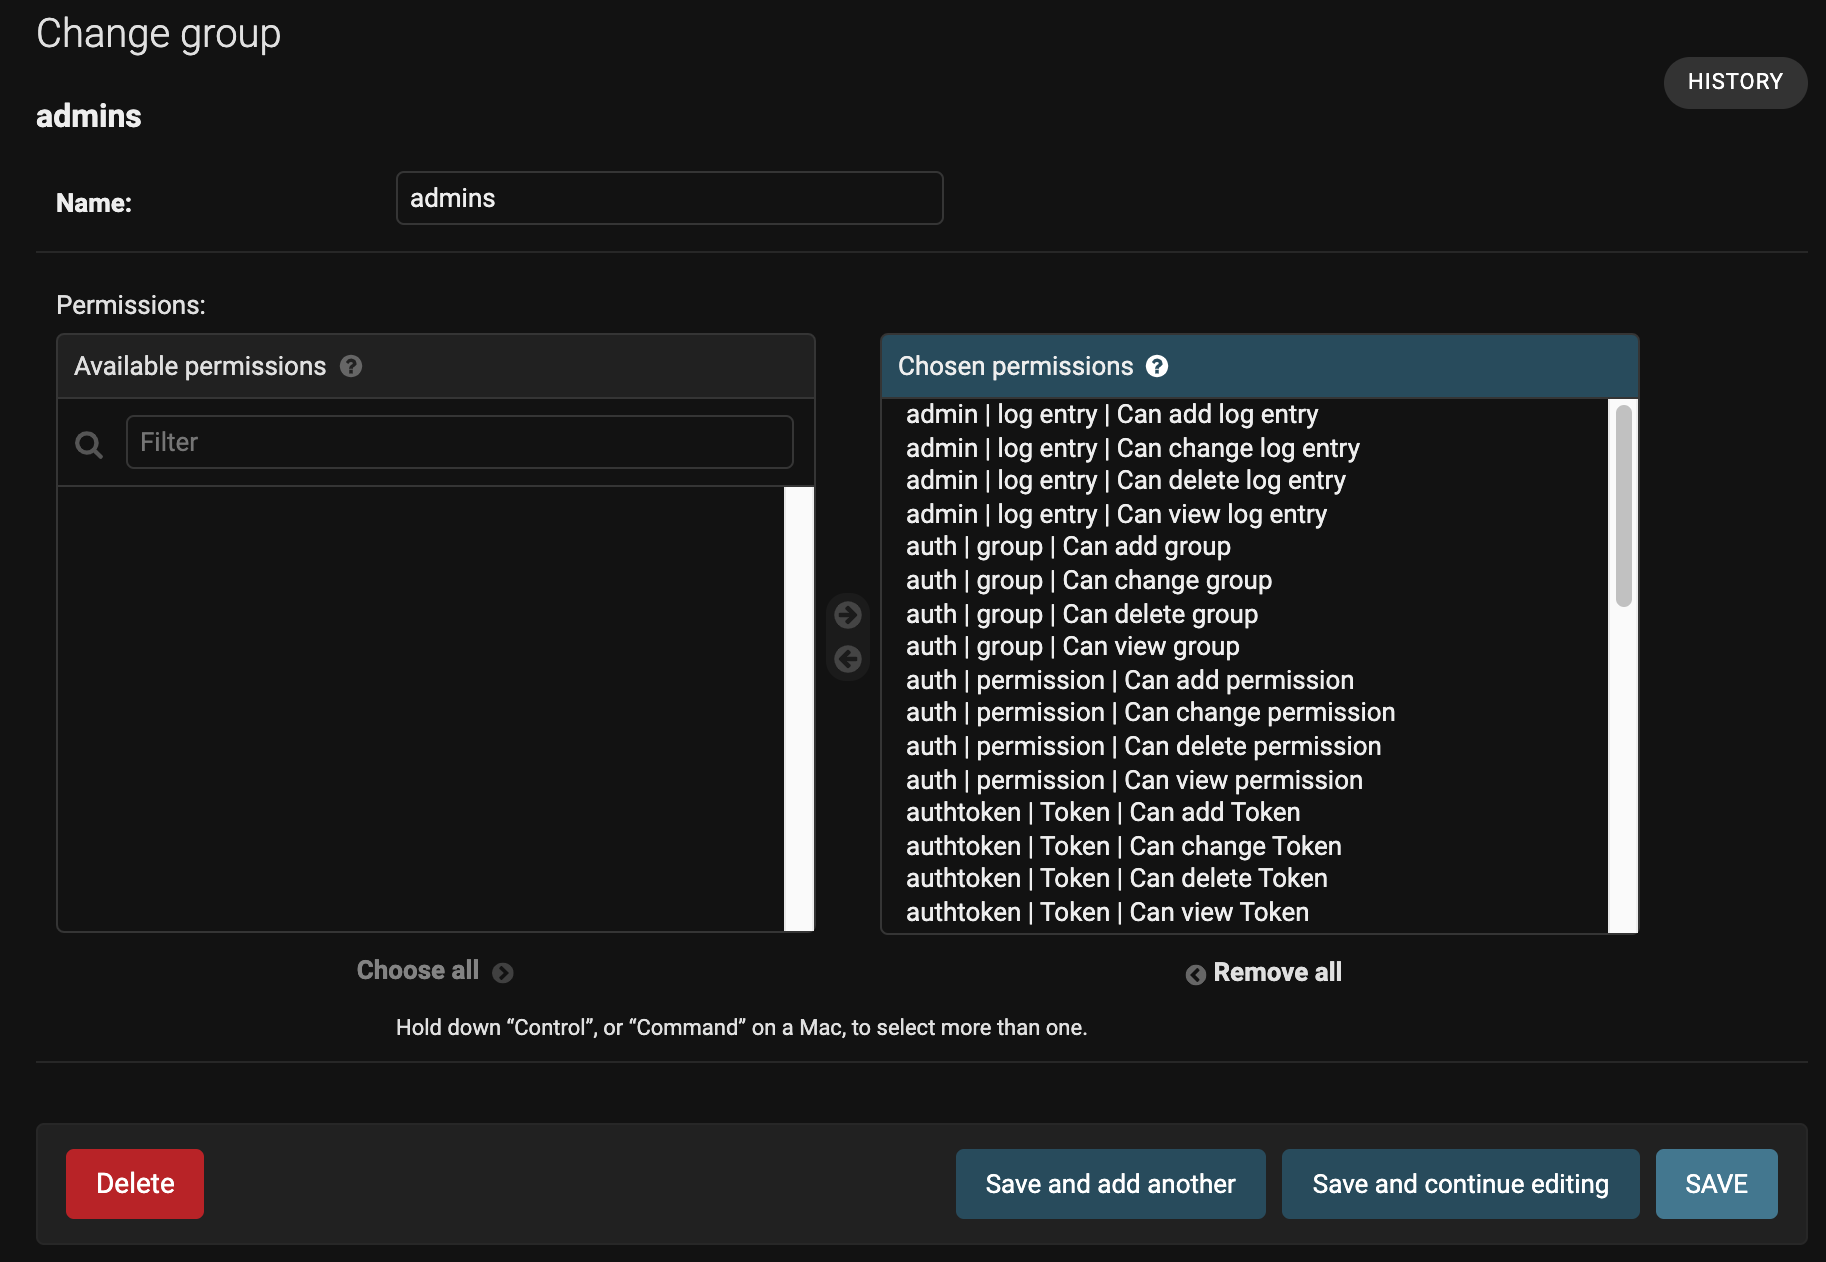 Change group
HISTORY
admins
Name:
admins
Permissions:
Available permissions ?
Filter
Chosen permissions ?
admin | log entry | Can add log entry
admin | log entry | Can change log entry
admin | log entry | Can delete log entry
admin | log entry | Can view log entry
auth | group | Can add group
auth | group | Can change group
auth | group | Can delete group
auth | group | Can view group
auth | permission | Can add permission
auth | permission | Can change permission
auth | permission | Can delete permission
auth | permission | Can view permission
authtoken | Token | Can add Token
authtoken | Token | Can change Token
authtoken | Token | Can delete Token
authtoken | Token | Can view Token
Choose all
Remove all
Hold down “Control”, or “Command” on a Mac, to select more than one.
Delete
Save and add another
Save and continue editing
SAVE